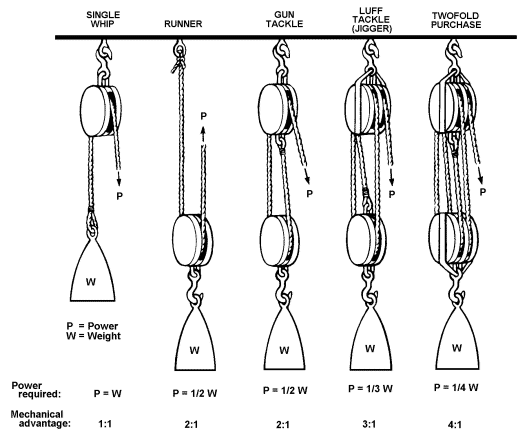 SINGLE WHIP
RUNNER
GUN TACKLE
LUFF TACKLE (JIGGER)
TWOFOLD PURCHASE
P
P
P
P
P
W
W
W
W
W
P = Power
W = Weight
Power required: P = W P = 1/2 W P = 1/2 W P = 1/3 W P = 1/4 W
Mechanical advantage: 1:1 2:1 2:1 3:1 4:1